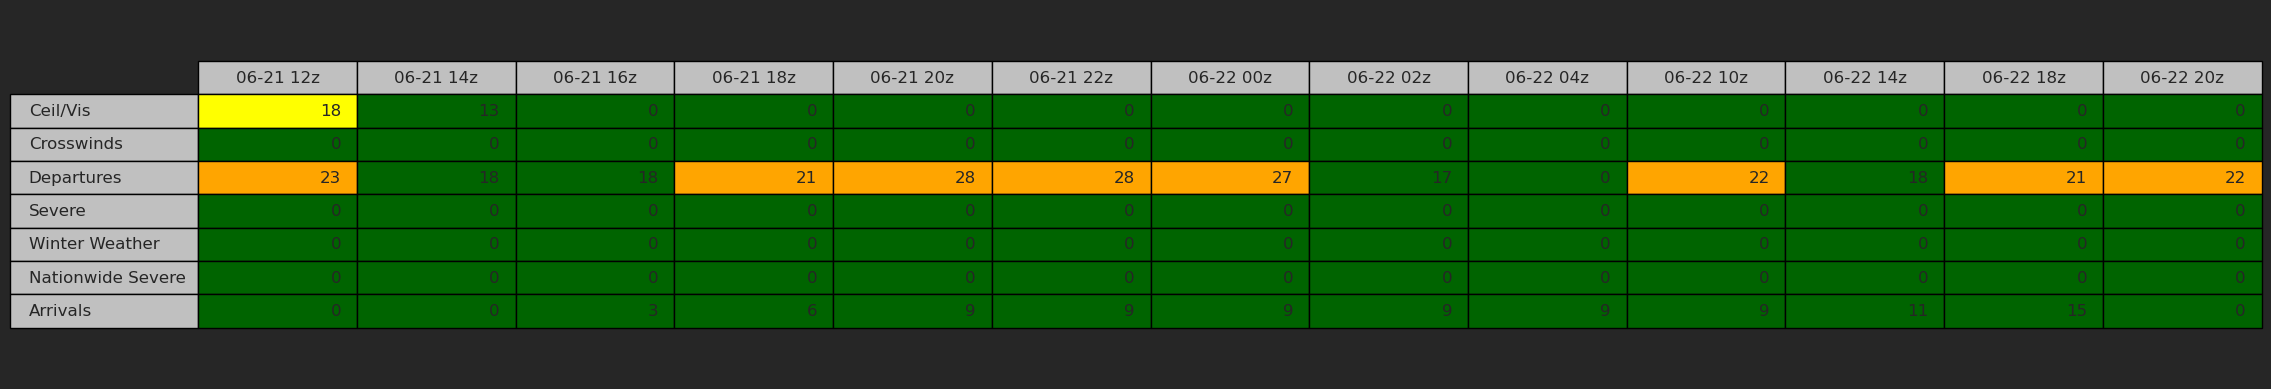 06-21 12z 06-21 14z 06-21 16z 06-21 18z 06-21 20z 06-21 22z 06-22 00z 06-22 02z 06-22 04z 06-22 10z 06-22 14z 06-22 18z 06-22 20z
Ceil/Vis 18 13 0 0 0 0 0 0 0 0 0 0 0
Crosswinds 0 0 0 0 0 0 0 0 0 0 0 0 0
Departures 23 18 18 21 28 28 27 17 0 22 18 21 22
Severe 0 0 0 0 0 0 0 0 0 0 0 0 0
Winter Weather 0 0 0 0 0 0 0 0 0 0 0 0 0
Nationwide Severe 0 0 0 0 0 0 0 0 0 0 0 0 0
Arrivals 0 0 3 6 9 9 9 9 9 9 11 15 0